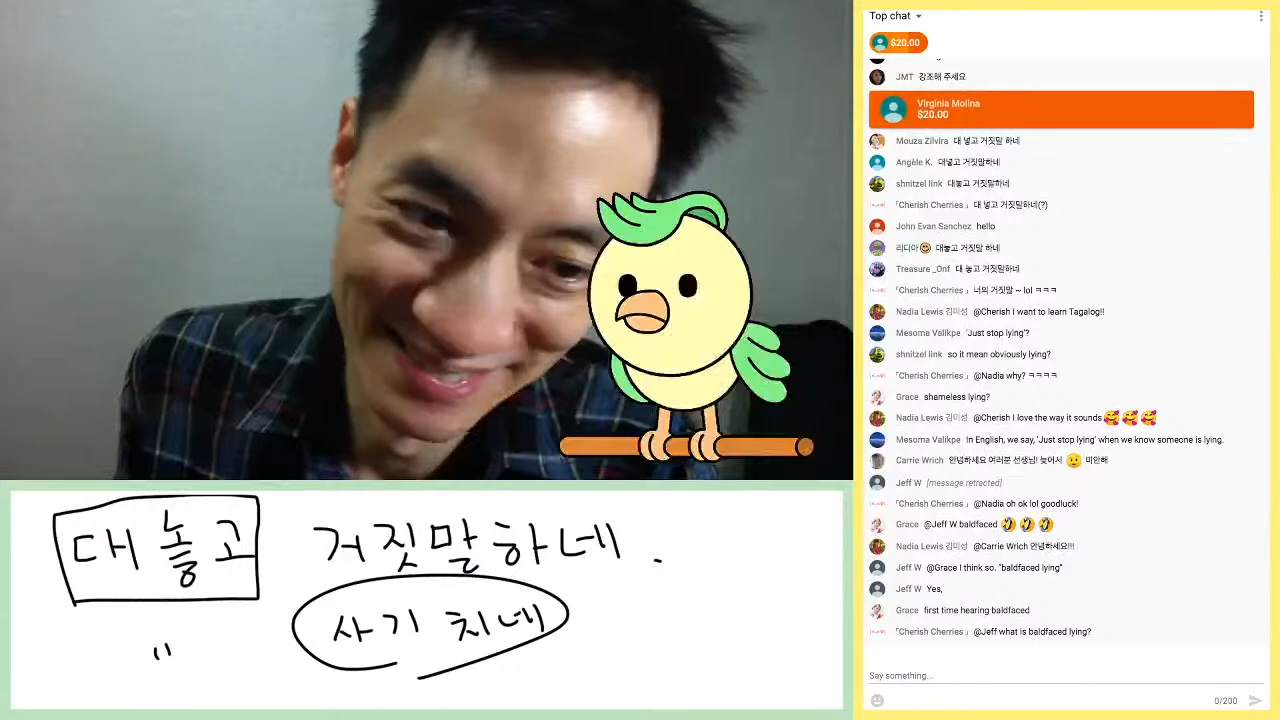 대놓고 거짓말하네.
사기 치네
"
Top chat
$20.00
JMT 강조해 주세요
Virginia Molina
$20.00
Mouza Zilvira 대 넣고 거짓말 하네
Angèle K. 대넣고 거짓말하네
shnitzel link 대놓고 거짓말하네
「Cherish Cherries 」 대 넣고 거짓말하네(?)
John Evan Sanchez hello
리디아 대놓고 거짓말 하네
Treasure _Onf 대 놓고 거짓말하네
「Cherish Cherries 」 너의 거짓말 ~ lol ㅋㅋㅋ
Nadia Lewis 김미성 @Cherish I want to learn Tagalog!!
Mesoma Valikpe 'Just stop lying'?
shnitzel link so it mean obviously lying?
「Cherish Cherries 」 @Nadia why? ㅋㅋㅋㅋ
Grace shameless lying?
Nadia Lewis 김미성 @Cherish I love the way it sounds 🥰 🥰 🥰
Mesoma Valikpe In English, we say, 'Just stop lying' when we know someone is lying.
Carrie Wrich 안녕하세요 여러분 선생님! 늦어서 미안해
Jeff W [message retracted]
「Cherish Cherries 」 @Nadia oh ok lol goodluck!
Grace @Jeff W baldfaced 🤣 🤣 🤣
Nadia Lewis 김미성 @Carrie Wrich 안녕하세요!!!
Jeff W @Grace I think so. "baldfaced lying"
Jeff W Yes,
Grace first time hearing baldfaced
「Cherish Cherries 」 @Jeff what is baldfaced lying?
Say something...
0/200